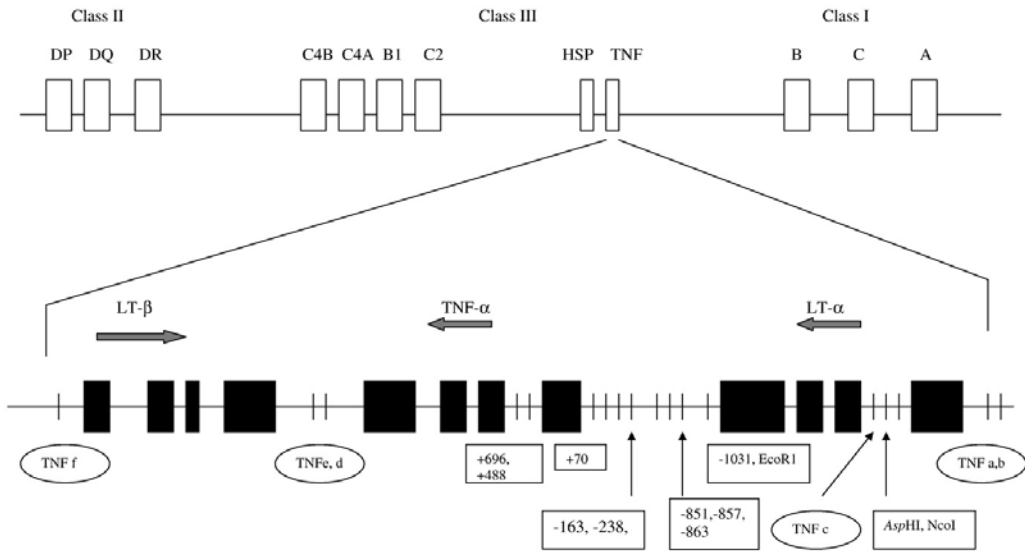 Class II Class III Class I
DP DQ DR C4B C4A B1 C2 HSP TNF B C A
LT-β TNF-α LT-α
TNF f
TNFe, d
+696,
+488
+70
-1031, EcoR1
TNF a,b
-163, -238,
-851,-857,
-863
TNF c
AspHI, NcoI